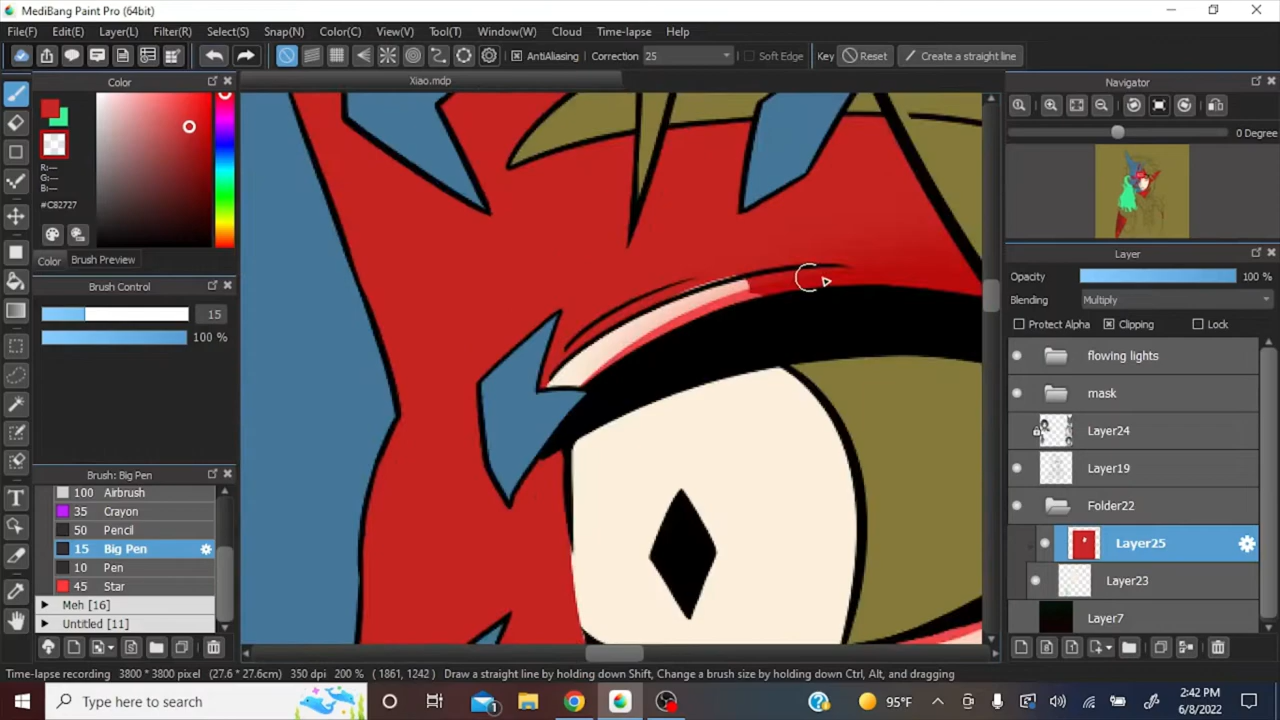 MediBang Paint Pro (64bit)
File(F) Edit(E) Layer(L) Filter(R) Select(S) Snap(N) Color(C) View(V) Tool(T) Window(W) Cloud Time-lapse Help
AntiAliasing Correction 25 Soft Edge Key Reset Create a straight line
Color
Xiao.mdp
Navigator
0 Degree
R:---
G:---
B:---
#C82727
Color Brush Preview
Brush Control
15
100 %
Layer
Opacity 100 %
Blending Multiply
Protect Alpha Clipping Lock
flowing lights
mask
Layer24
Layer19
Folder22
Layer25
Layer23
Layer7
Brush: Big Pen
100 Airbrush
35 Crayon
50 Pencil
15 Big Pen
10 Pen
45 Star
Meh [16]
Untitled [11]
Time-lapse recording 3800 * 3800 pixel (27.6 * 27.6cm) 350 dpi 200 % (1861, 1242) Draw a straight line by holding down Shift, Change a brush size by holding down Ctrl, Alt, and dragging
Type here to search
1
95°F
2:42 PM
6/8/2022